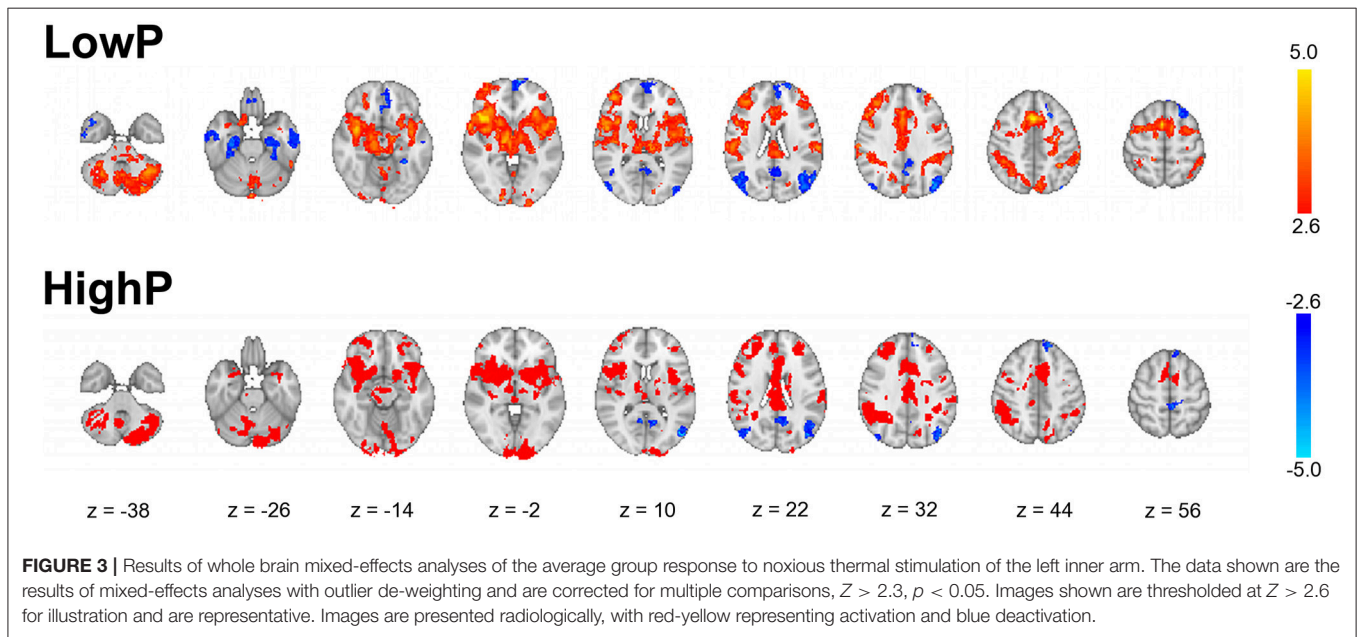 LowP
5.0
2.6
HighP
-2.6
-5.0
z = -38 z = -26 z = -14 z = -2 z = 10 z = 22 z = 32 z = 44 z = 56
FIGURE 3 | Results of whole brain mixed-effects analyses of the average group response to noxious thermal stimulation of the left inner arm. The data shown are the
results of mixed-effects analyses with outlier de-weighting and are corrected for multiple comparisons, Z > 2.3, p < 0.05. Images shown are thresholded at Z > 2.6
for illustration and are representative. Images are presented radiologically, with red-yellow representing activation and blue deactivation.